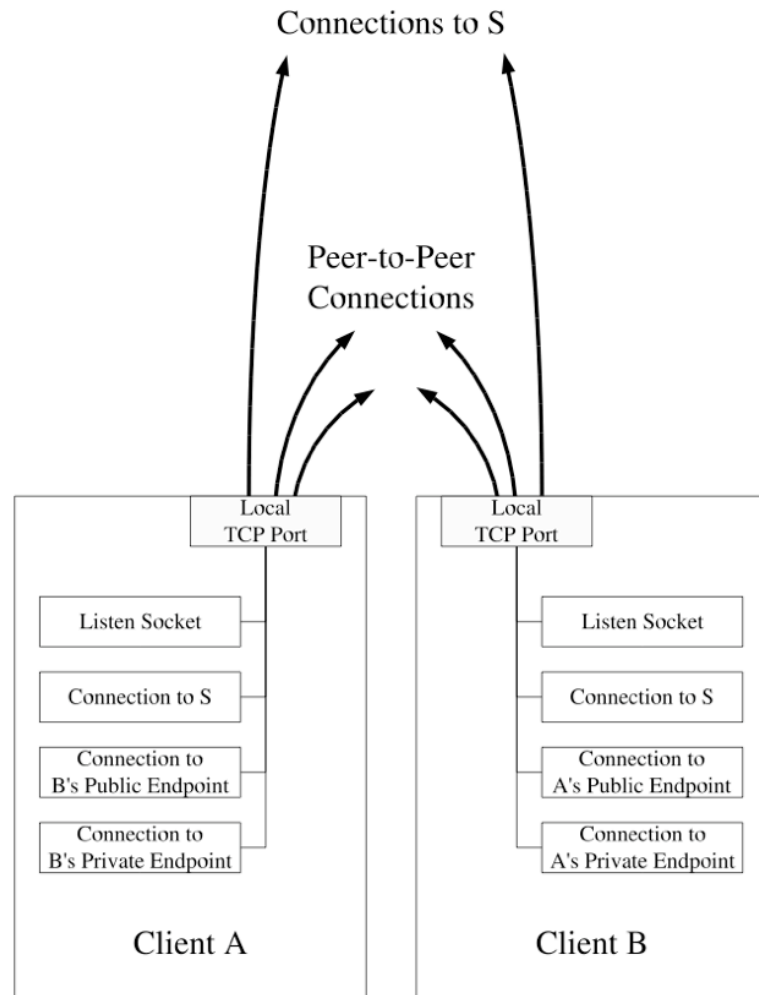 Connections to S
Peer-to-Peer
Connections
Local
TCP Port
Listen Socket
Connection to S
Connection to
B's Public Endpoint
Connection to
B's Private Endpoint
Client A
Local
TCP Port
Listen Socket
Connection to S
Connection to
A's Public Endpoint
Connection to
A's Private Endpoint
Client B